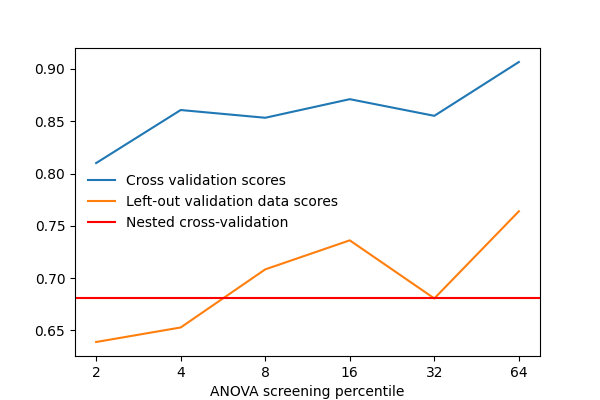 0.90
0.85
0.80
0.75
0.70
0.65
Cross validation scores
Left-out validation data scores
Nested cross-validation
2 4 8 16 32 64
ANOVA screening percentile